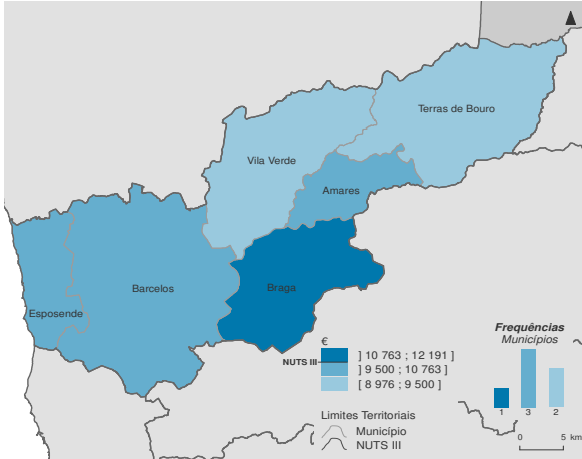 Terras de Bouro
Vila Verde
Amares
Barcelos
Braga
Esposende
€
] 10 763 ; 12 191 ]
NUTS III
] 9 500 ; 10 763 ]
[ 8 976 ; 9 500 ]
Limites Territoriais
Município
NUTS III
Frequências
Municípios
1 3 2
0 5 km